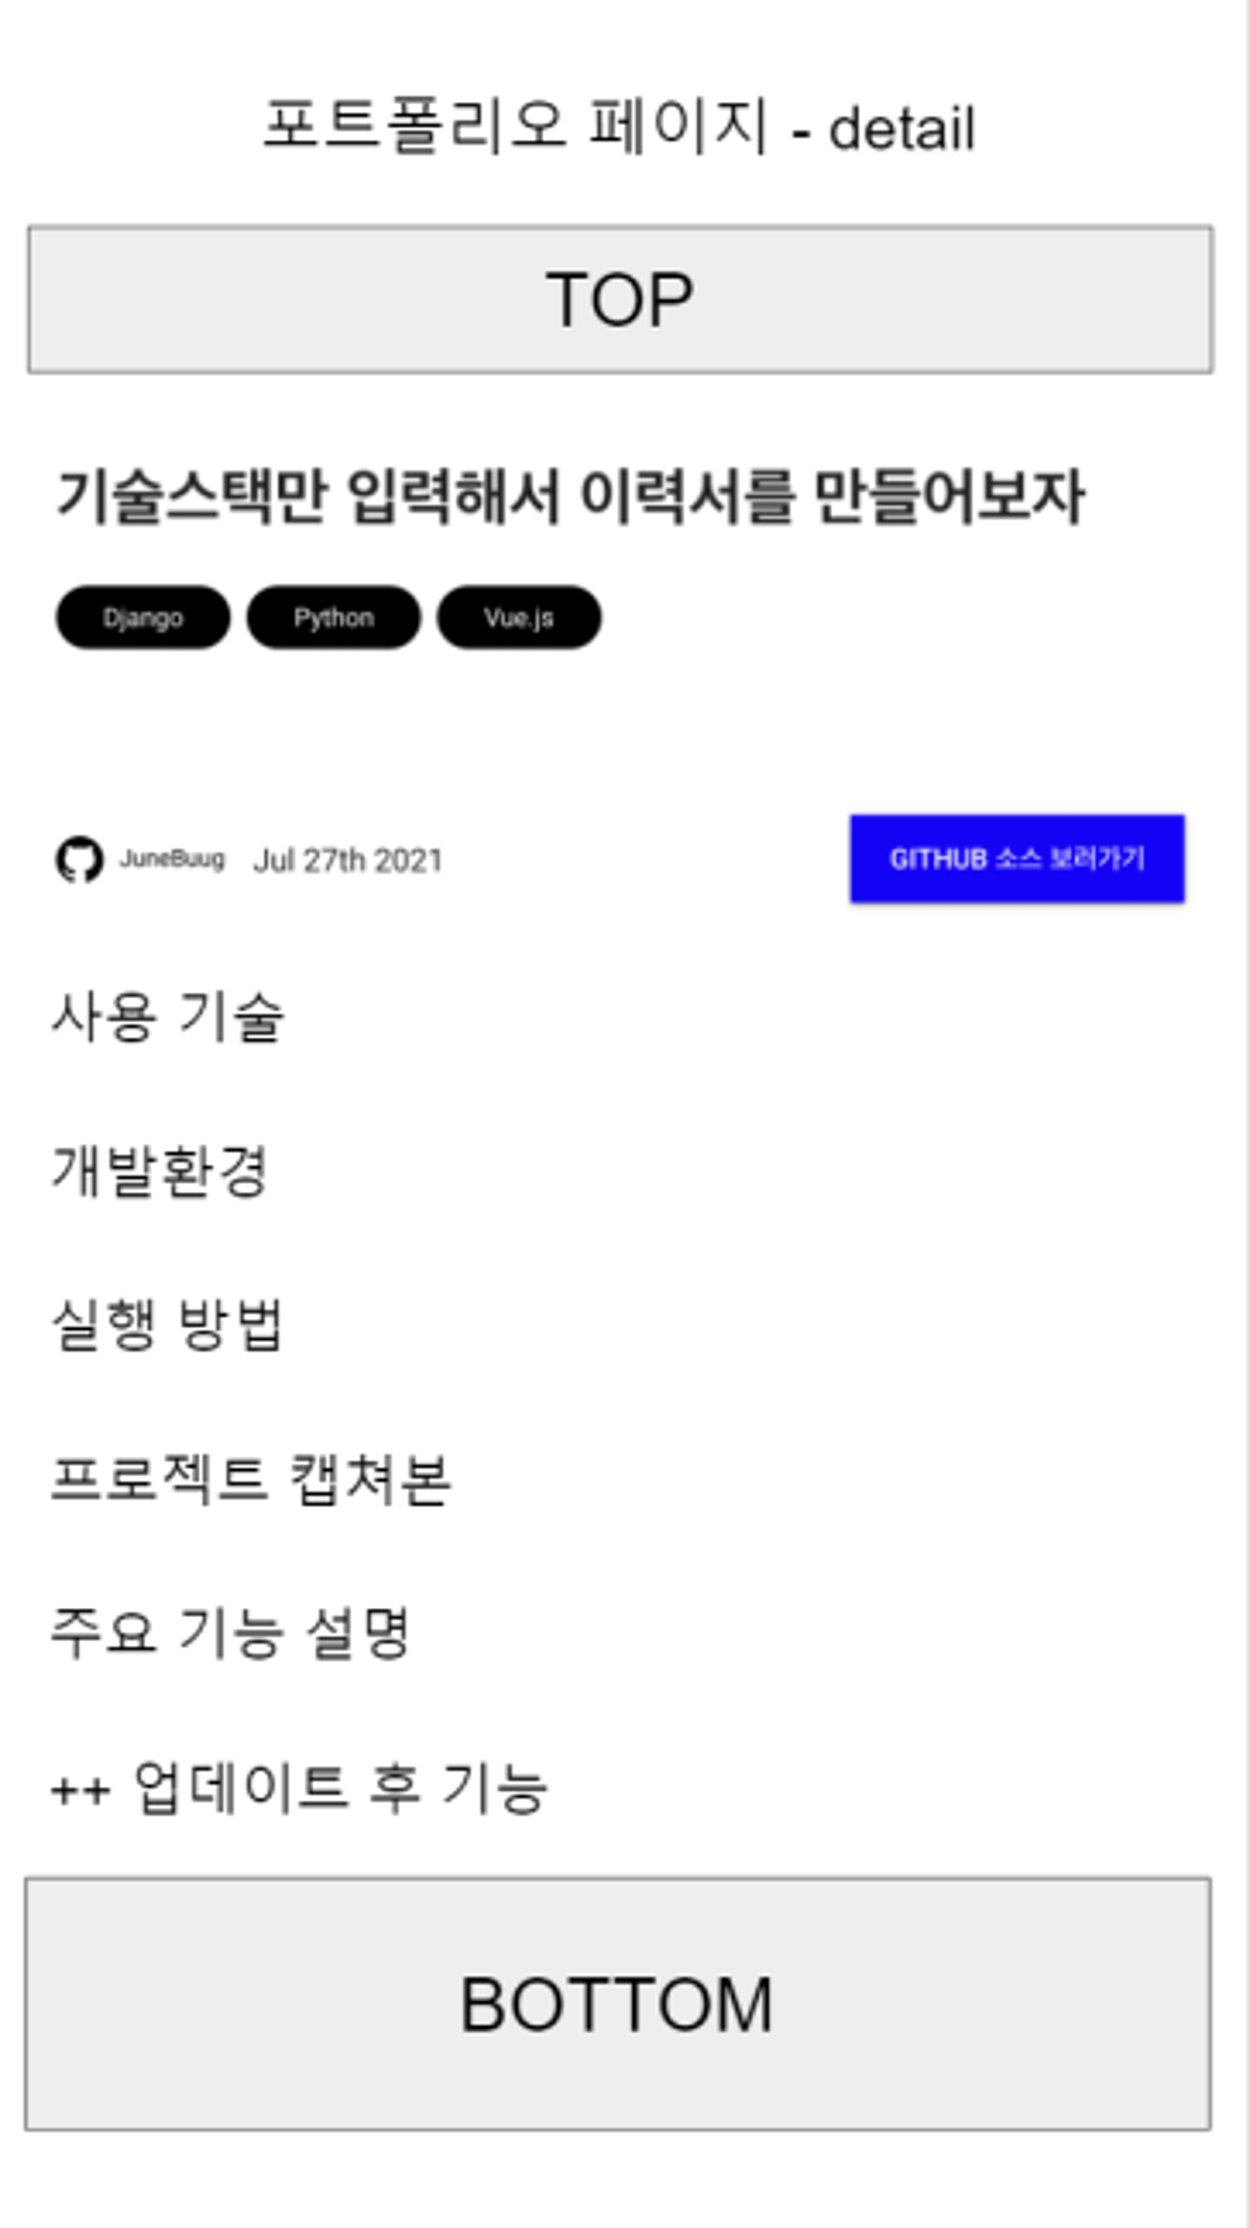 포트폴리오 페이지 - detail
TOP
기술스택만 입력해서 이력서를 만들어보자
Django Python Vue.js
JuneBuug Jul 27th 2021 GITHUB 소스 보러가기
사용 기술
개발환경
실행 방법
프로젝트 캡쳐본
주요 기능 설명
++ 업데이트 후 기능
BOTTOM